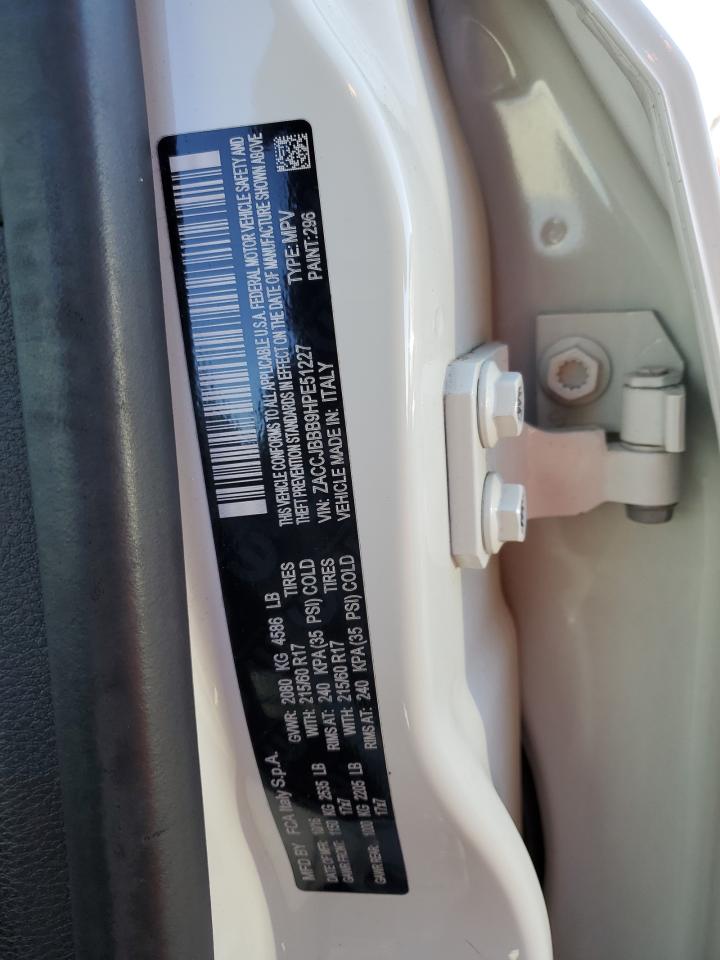 MFD BY FCA Italy S.p.A.
DATE OF MFR: 10/16 GVWR: 2080 KG 4586 LB
GAWR FRONT: 1150 KG 2535 LB WITH: 215/60 R17 TIRES
17x7 RIMS AT: 240 KPA (35 PSI) COLD
GAWR REAR: 1000 KG 2205 LB WITH: 215/60 R17 TIRES
17x7 RIMS AT: 240 KPA (35 PSI) COLD
THIS VEHICLE CONFORMS TO ALL APPLICABLE U.S.A. FEDERAL MOTOR VEHICLE SAFETY AND
THEFT PREVENTION STANDARDS IN EFFECT ON THE DATE OF MANUFACTURE SHOWN ABOVE.
VIN: ZACCJBBB9HPE51227 TYPE: MPV
VEHICLE MADE IN: ITALY PAINT: 296